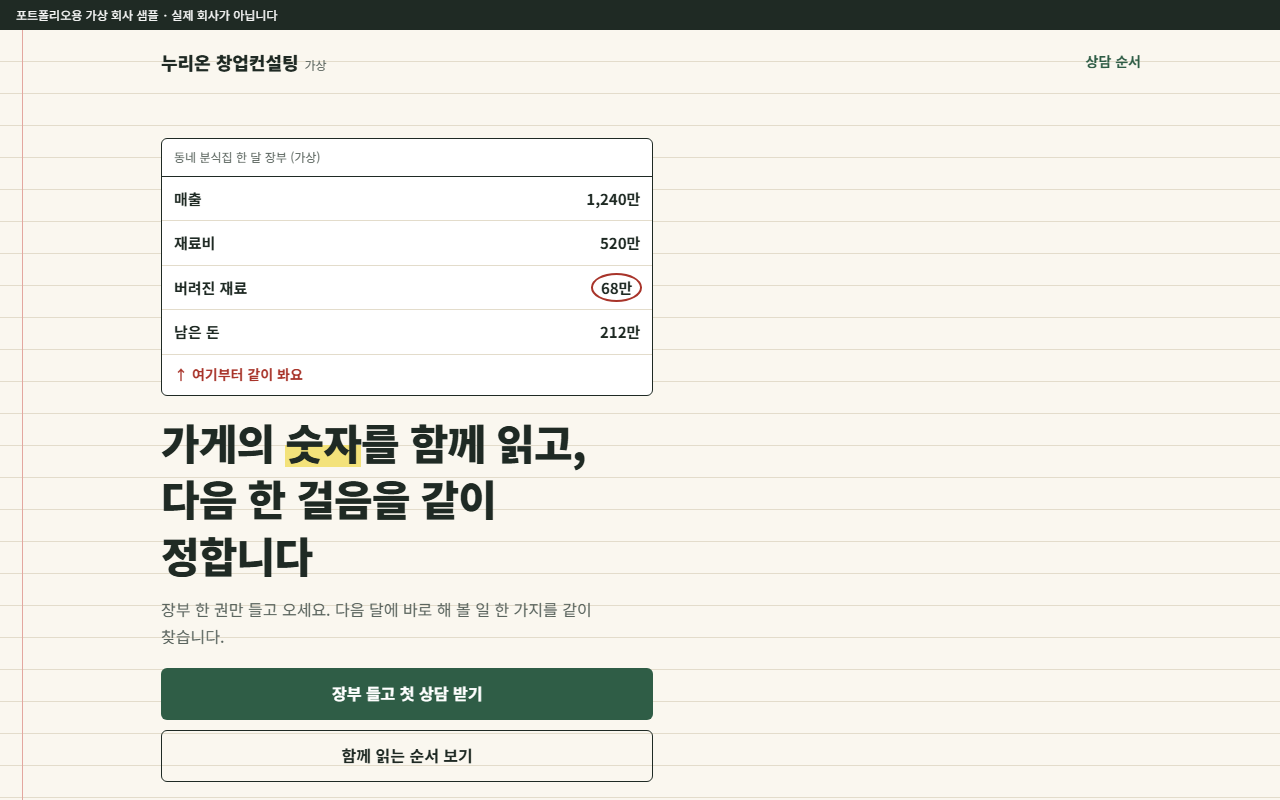 포트폴리오용 가상 회사 샘플 · 실제 회사가 아닙니다
누리온 창업컨설팅 가상
상담 순서
동네 분식집 한 달 장부 (가상)
매출 1,240만
재료비 520만
버려진 재료 68만
남은 돈 212만
↑ 여기부터 같이 봐요
가게의 숫자를 함께 읽고,
다음 한 걸음을 같이
정합니다
장부 한 권만 들고 오세요. 다음 달에 바로 해 볼 일 한 가지를 같이
찾습니다.
장부 들고 첫 상담 받기
함께 읽는 순서 보기